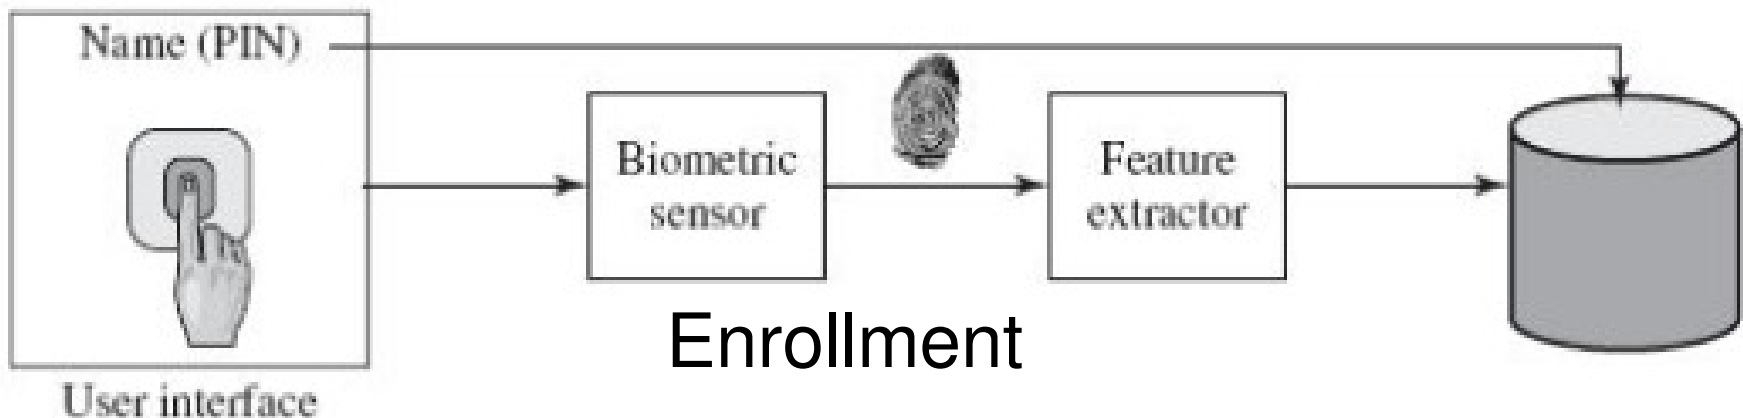 Name (PIN)
Biometric
sensor
Feature
extractor
Enrollment
User interface